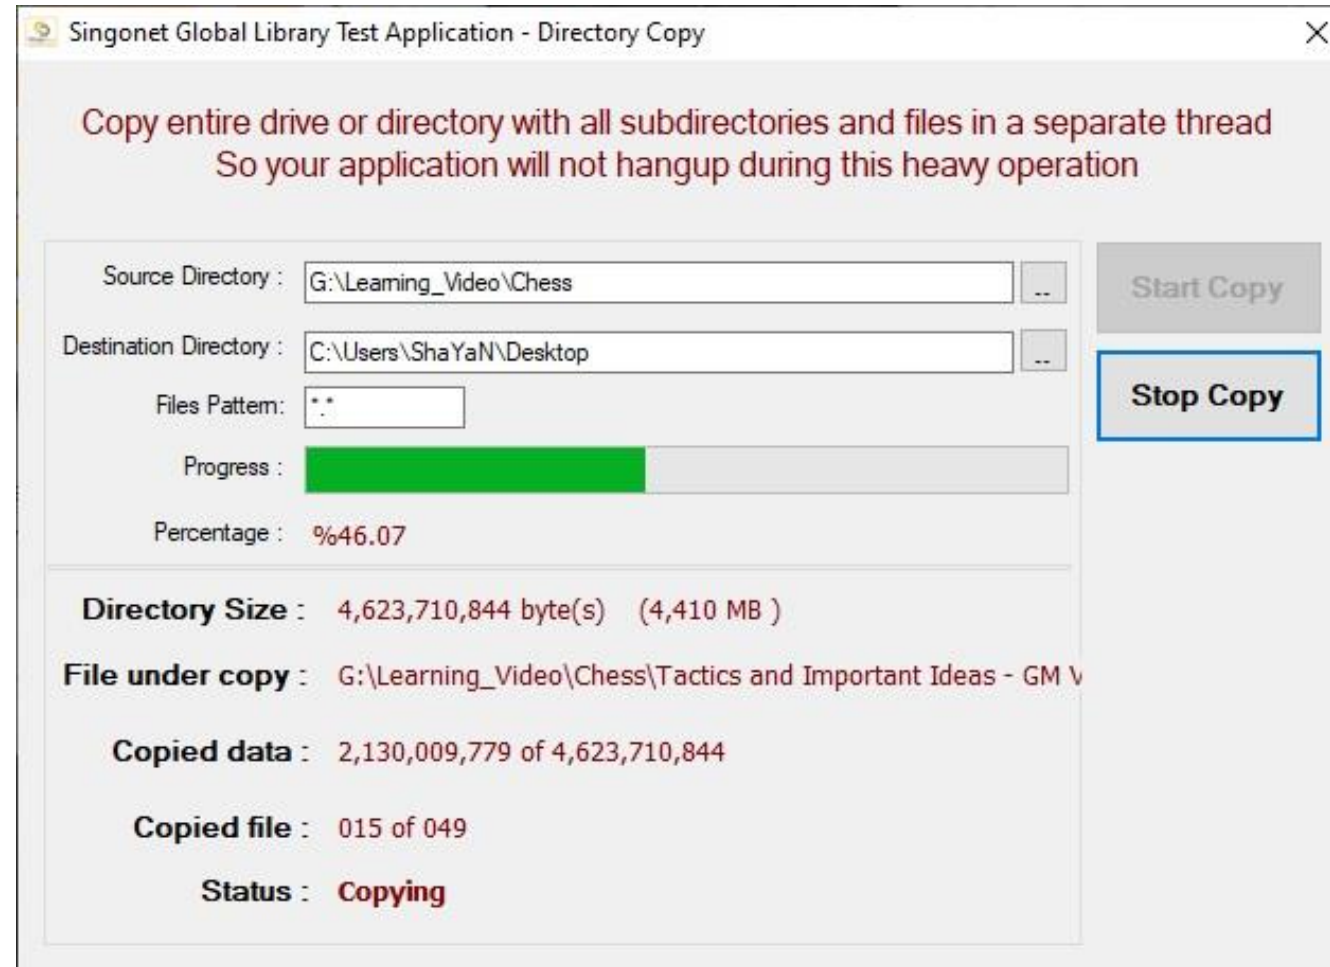 Singonet Global Library Test Application - Directory Copy
Copy entire drive or directory with all subdirectories and files in a separate thread
So your application will not hangup during this heavy operation
Source Directory : G:\Learning_Video\Chess ..
Start Copy
Destination Directory : C:\Users\ShaYaN\Desktop ..
Stop Copy
Files Pattern: *.*
Progress :
Percentage : %46.07
Directory Size : 4,623,710,844 byte(s) (4,410 MB )
File under copy : G:\Learning_Video\Chess\Tactics and Important Ideas - GM V
Copied data : 2,130,009,779 of 4,623,710,844
Copied file : 015 of 049
Status : Copying